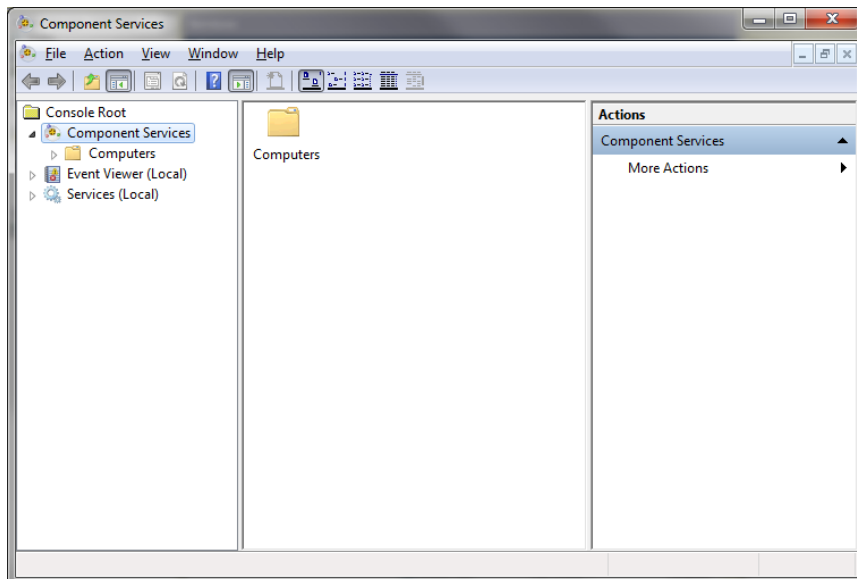 Component Services
File Action View Window Help
Console Root
Component Services
Computers
Event Viewer (Local)
Services (Local)
Computers
Actions
Component Services
More Actions